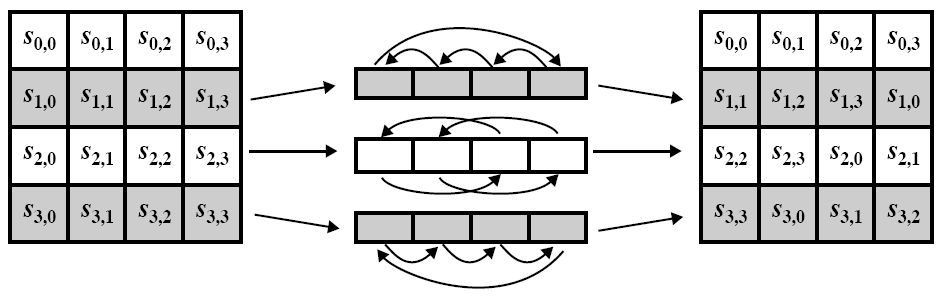 s0,0 s0,1 s0,2 s0,3 s0,0 s0,1 s0,2 s0,3
s1,0 s1,1 s1,2 s1,3 s1,1 s1,2 s1,3 s1,0
s2,0 s2,1 s2,2 s2,3 s2,2 s2,3 s2,0 s2,1
s3,0 s3,1 s3,2 s3,3 s3,3 s3,0 s3,1 s3,2